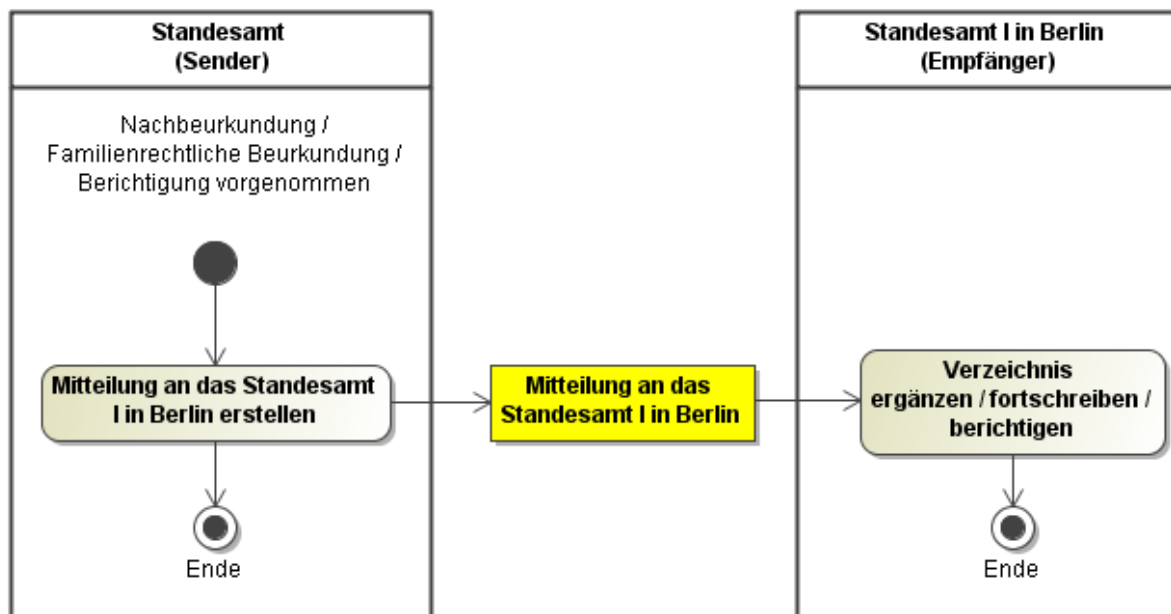 Standesamt
(Sender)
Nachbeurkundung /
Familienrechtliche Beurkundung /
Berichtigung vorgenommen
Mitteilung an das Standesamt
I in Berlin erstellen
Ende
Mitteilung an das
Standesamt I in Berlin
Standesamt I in Berlin
(Empfänger)
Verzeichnis
ergänzen / fortschreiben /
berichtigen
Ende